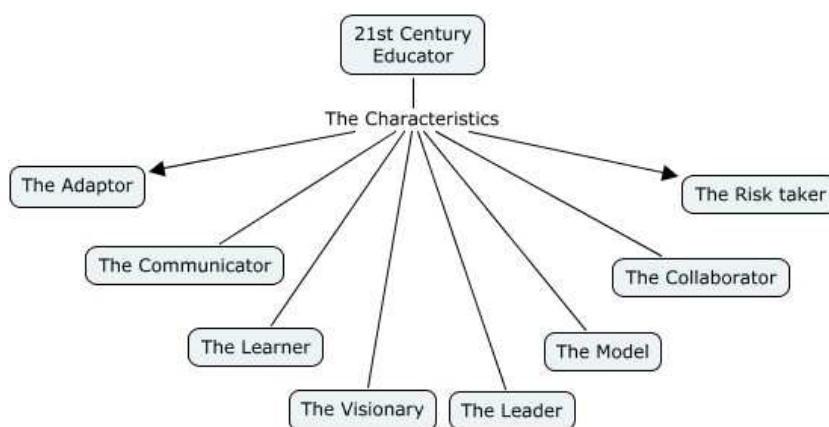 21st Century
Educator
The Characteristics
The Adaptor
The Risk taker
The Communicator
The Collaborator
The Learner
The Model
The Visionary
The Leader